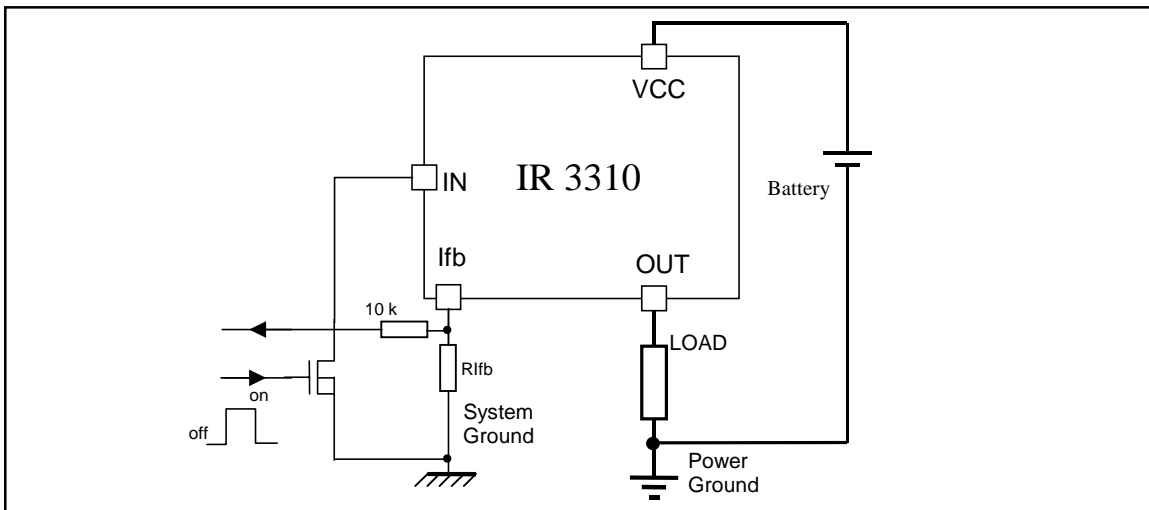 VCC
IN
IR 3310
Battery
Ifb
OUT
10 k
LOAD
RIfb
on
off
System
Ground
Power
Ground